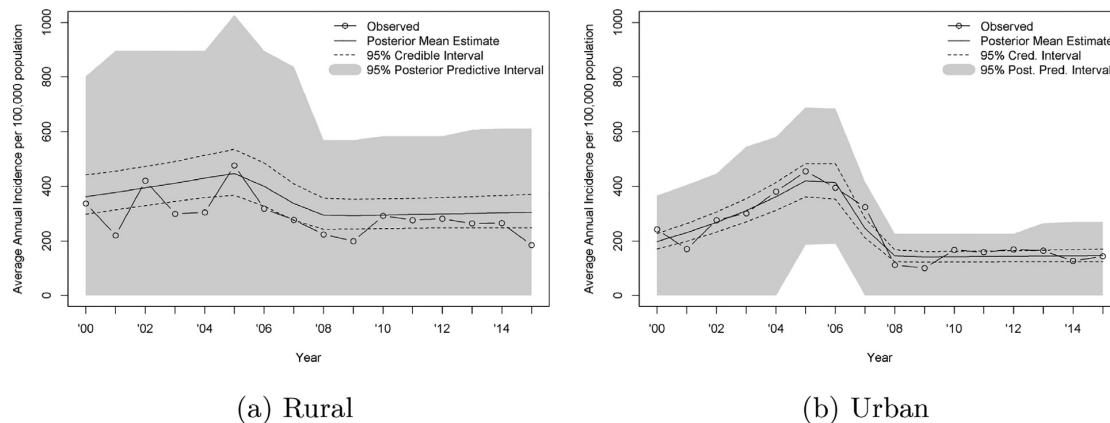 Average Annual Incidence per 100,000 population
1000
800
600
400
200
0
Observed
Posterior Mean Estimate
95% Credible Interval
95% Posterior Predictive Interval
'00
'02
'04
'06
'08
'10
'12
'14
Year
(a) Rural
Average Annual Incidence per 100,000 population
1000
800
600
400
200
0
Observed
Posterior Mean Estimate
95% Cred. Interval
95% Post. Pred. Interval
'00
'02
'04
'06
'08
'10
'12
'14
Year
(b) Urban